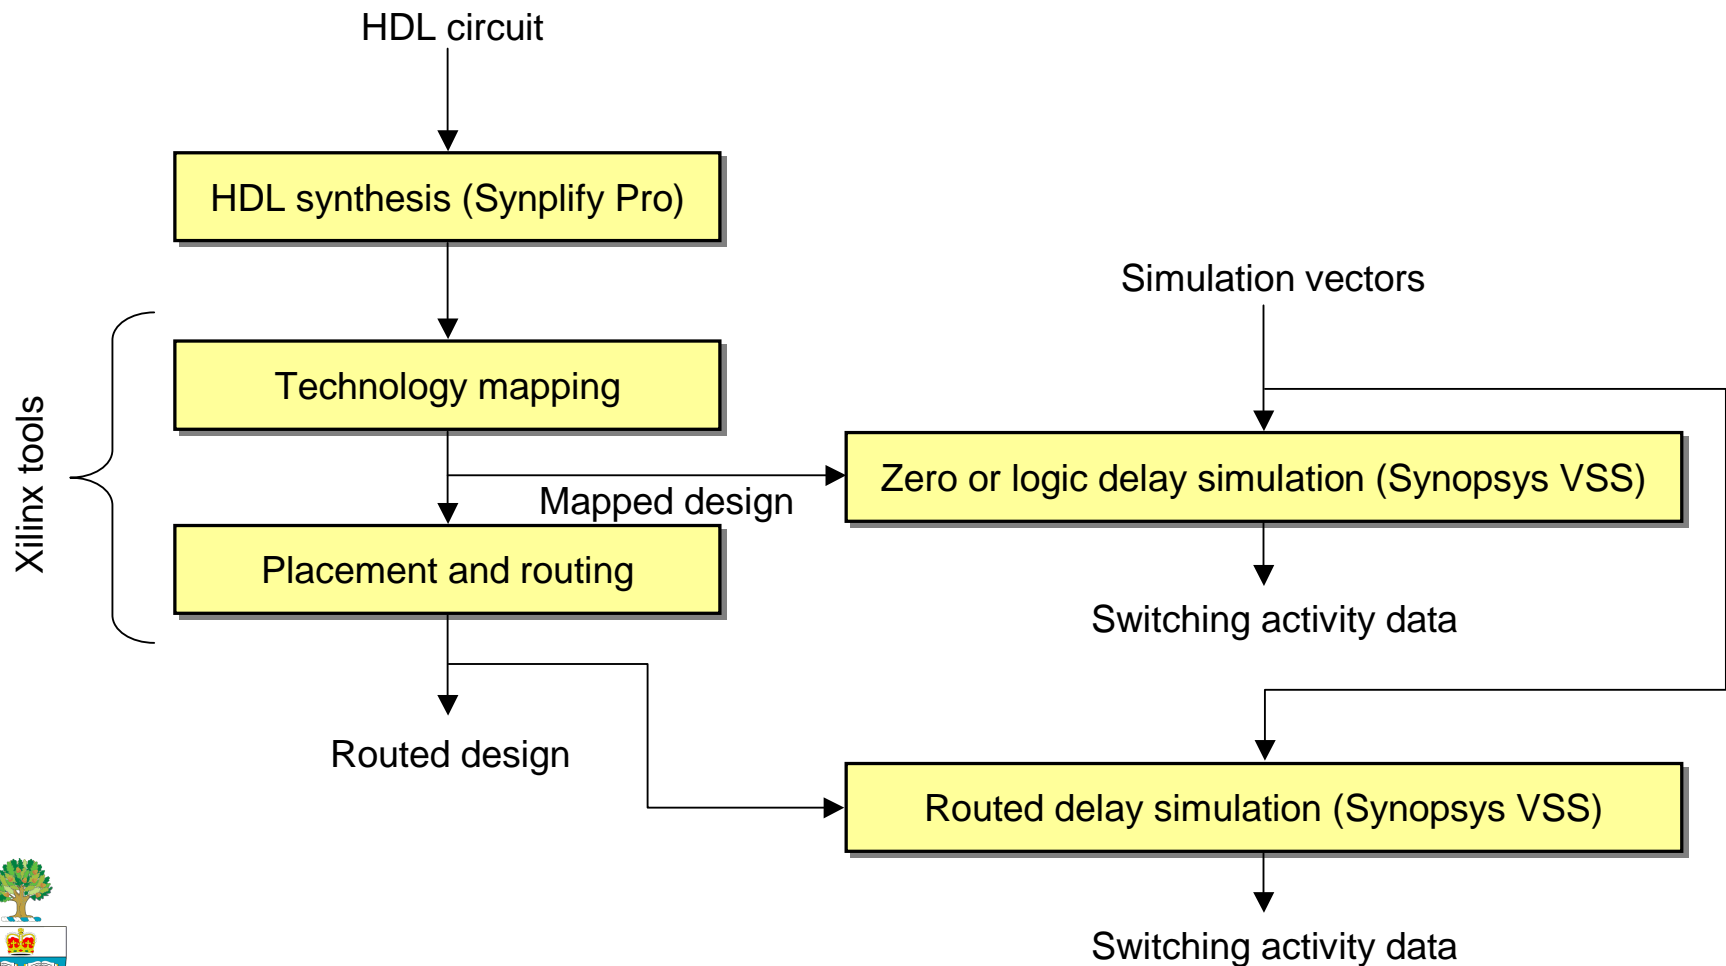 HDL circuit
HDL synthesis (Synplify Pro)
Simulation vectors
Technology mapping
Xilinx tools
Zero or logic delay simulation (Synopsys VSS)
Mapped design
Placement and routing
Switching activity data
Routed design
Routed delay simulation (Synopsys VSS)
Switching activity data